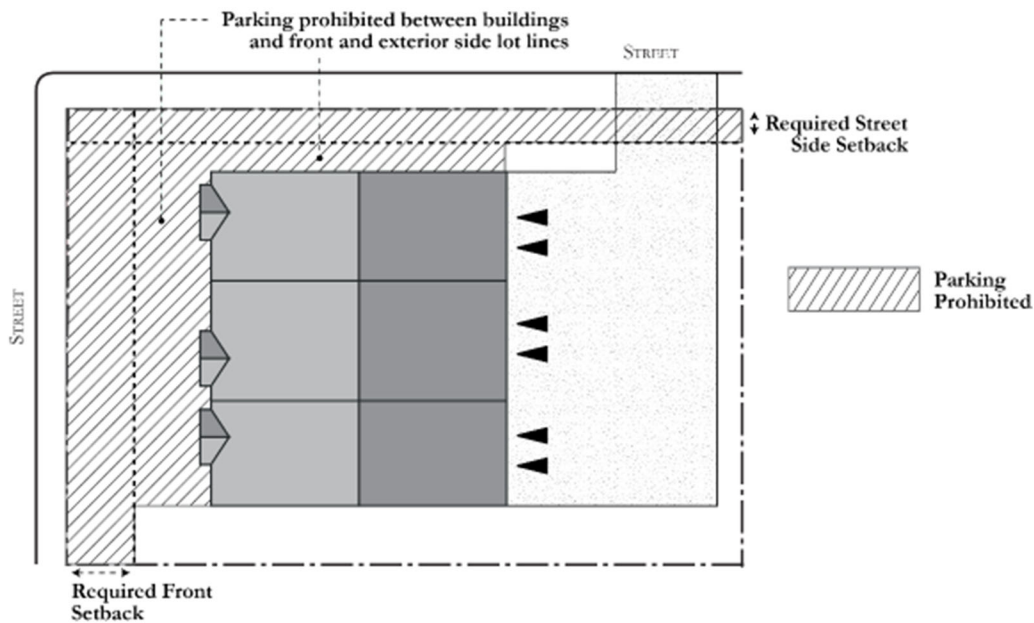 Parking prohibited between buildings
and front and exterior side lot lines
STREET
Required Street
Side Setback
STREET
Parking
Prohibited
Required Front
Setback